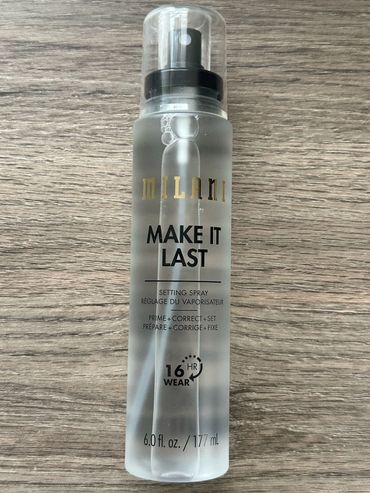 MILANI
MAKE IT
LAST
SETTING SPRAY
RÉGLAGE DU VAPORISATEUR
PRIME + CORRECT + SET
PRÉPARE + CORRIGE + FIXE
16 HR
WEAR
6.0 fl. oz. / 177 mL